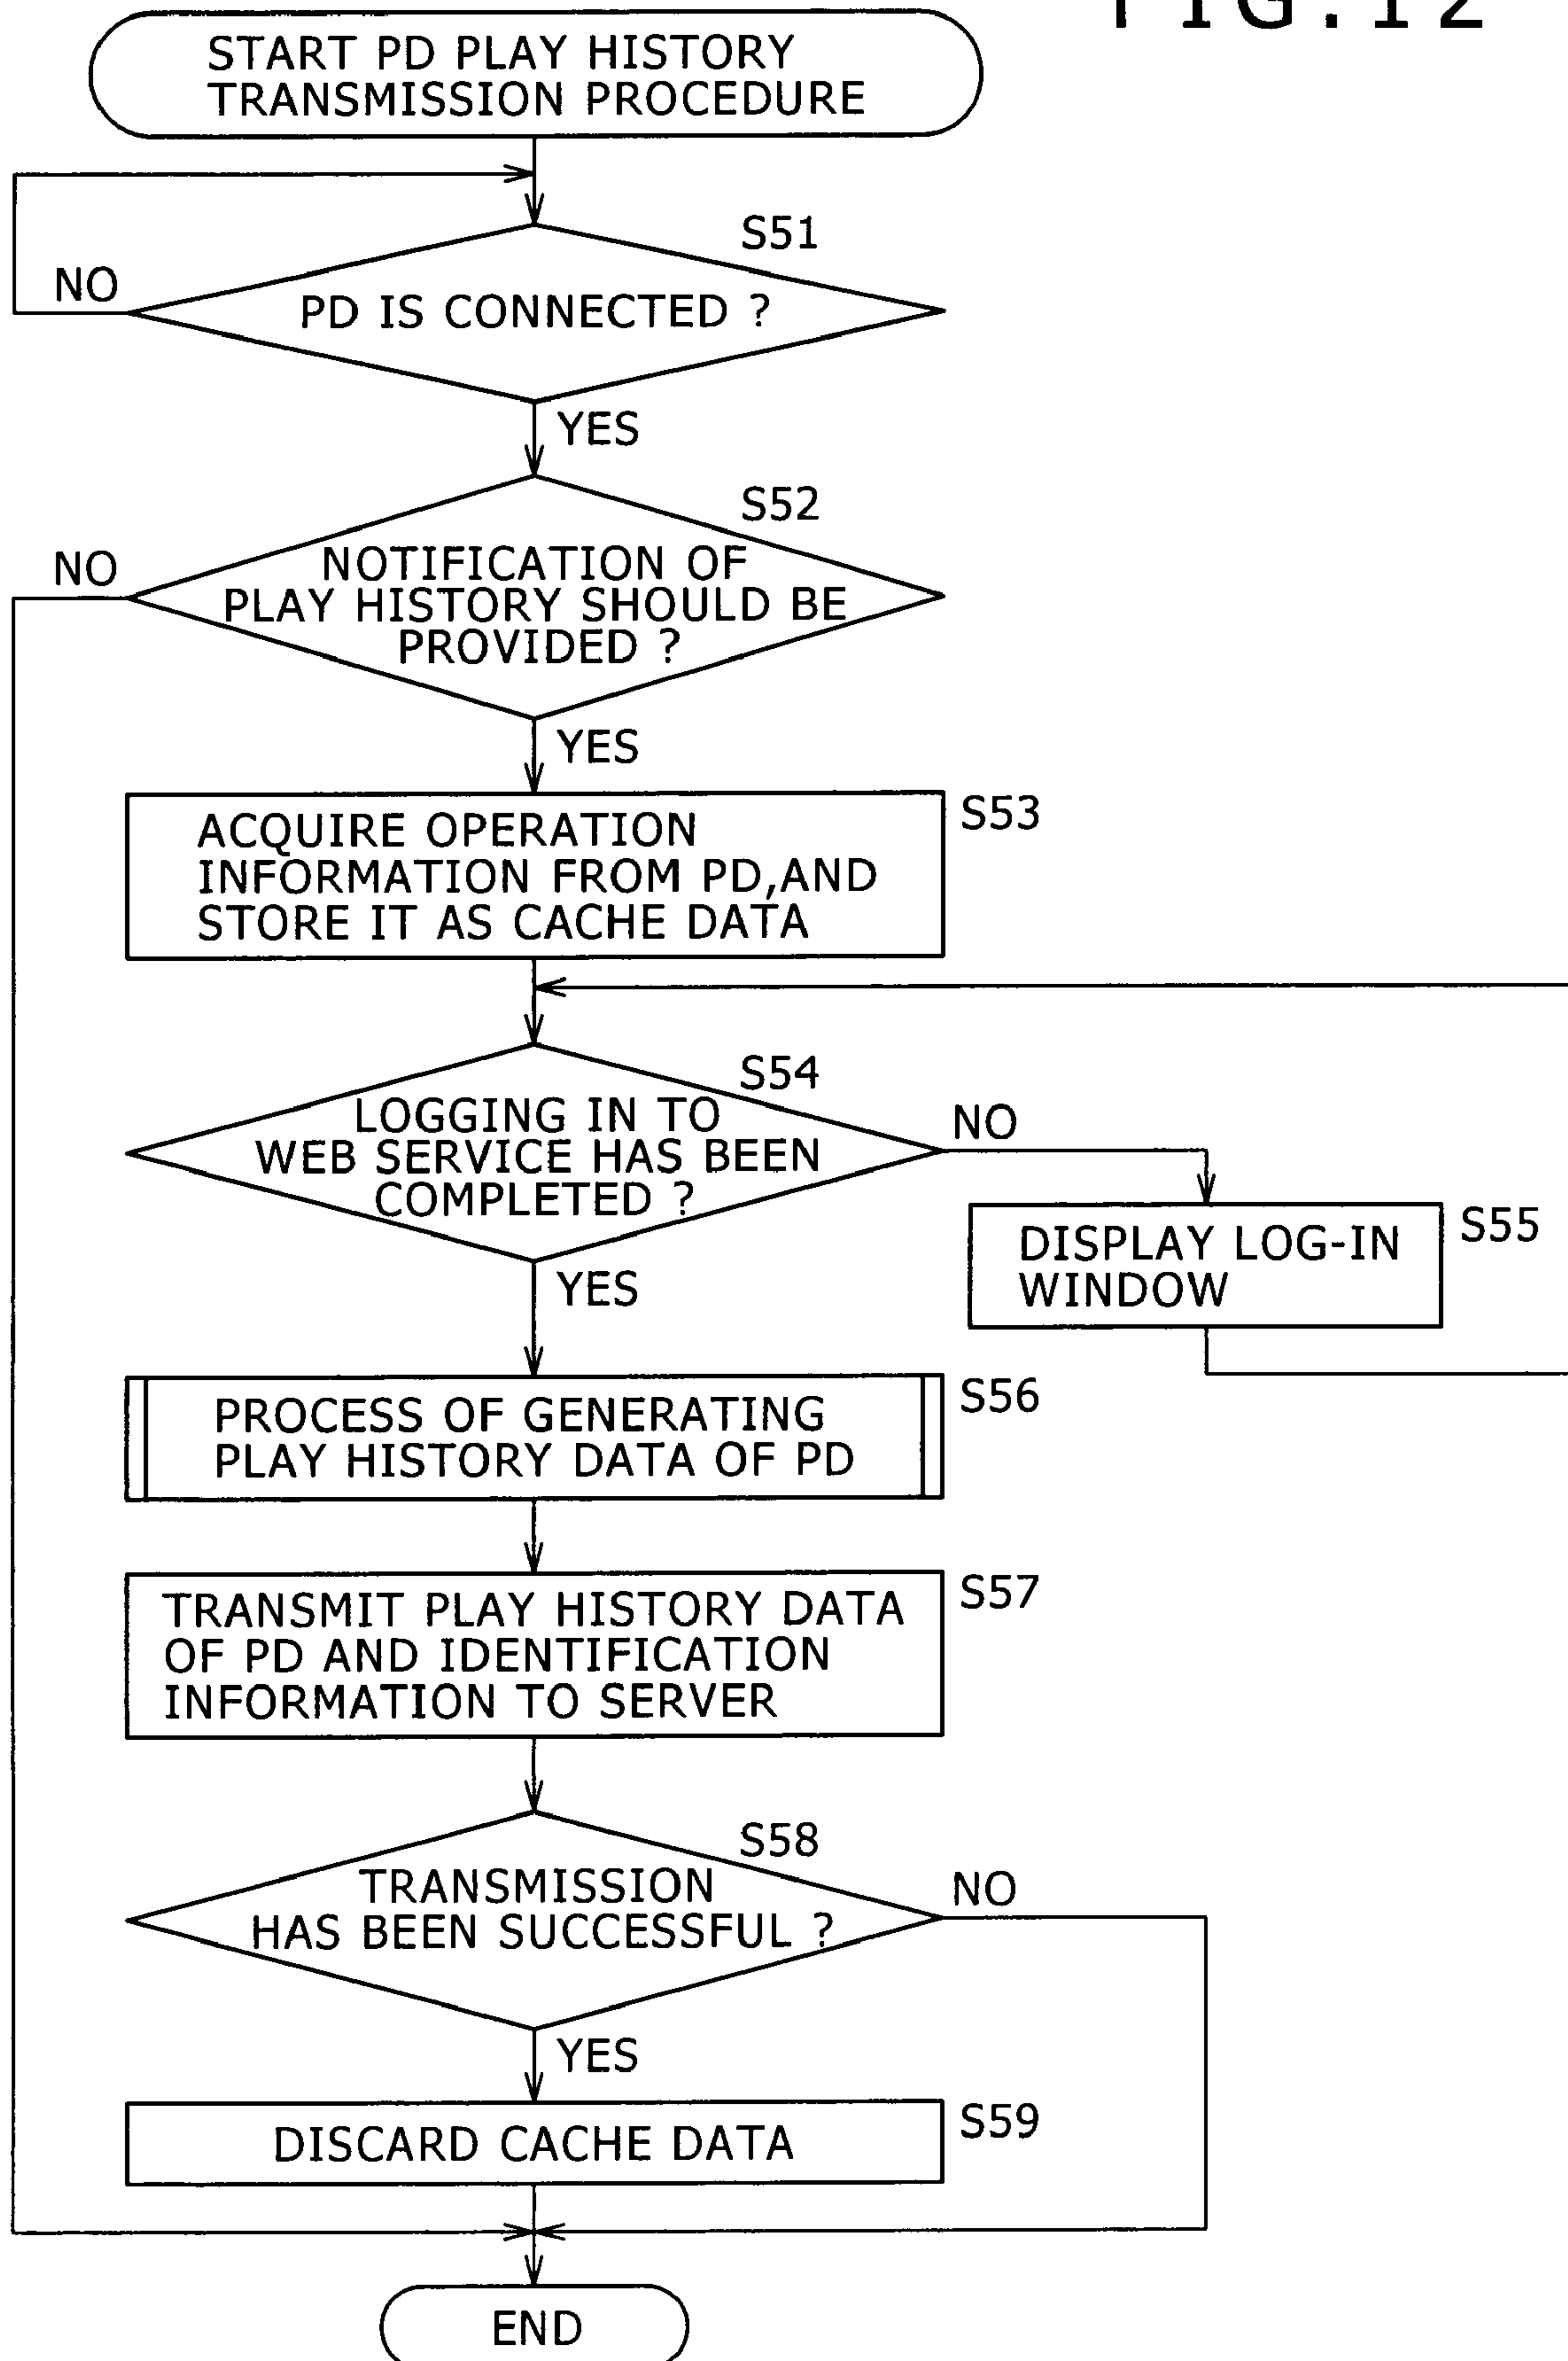 FIG.12
START PD PLAY HISTORY
TRANSMISSION PROCEDURE
S51
NO
PD IS CONNECTED ?
YES
S52
NO
NOTIFICATION OF
PLAY HISTORY SHOULD BE
PROVIDED ?
YES
S53
ACQUIRE OPERATION
INFORMATION FROM PD,AND
STORE IT AS CACHE DATA
S54
LOGGING IN TO
WEB SERVICE HAS BEEN
COMPLETED ?
NO
S55
DISPLAY LOG-IN
WINDOW
YES
S56
PROCESS OF GENERATING
PLAY HISTORY DATA OF PD
S57
TRANSMIT PLAY HISTORY DATA
OF PD AND IDENTIFICATION
INFORMATION TO SERVER
S58
TRANSMISSION
HAS BEEN SUCCESSFUL ?
NO
YES
S59
DISCARD CACHE DATA
END